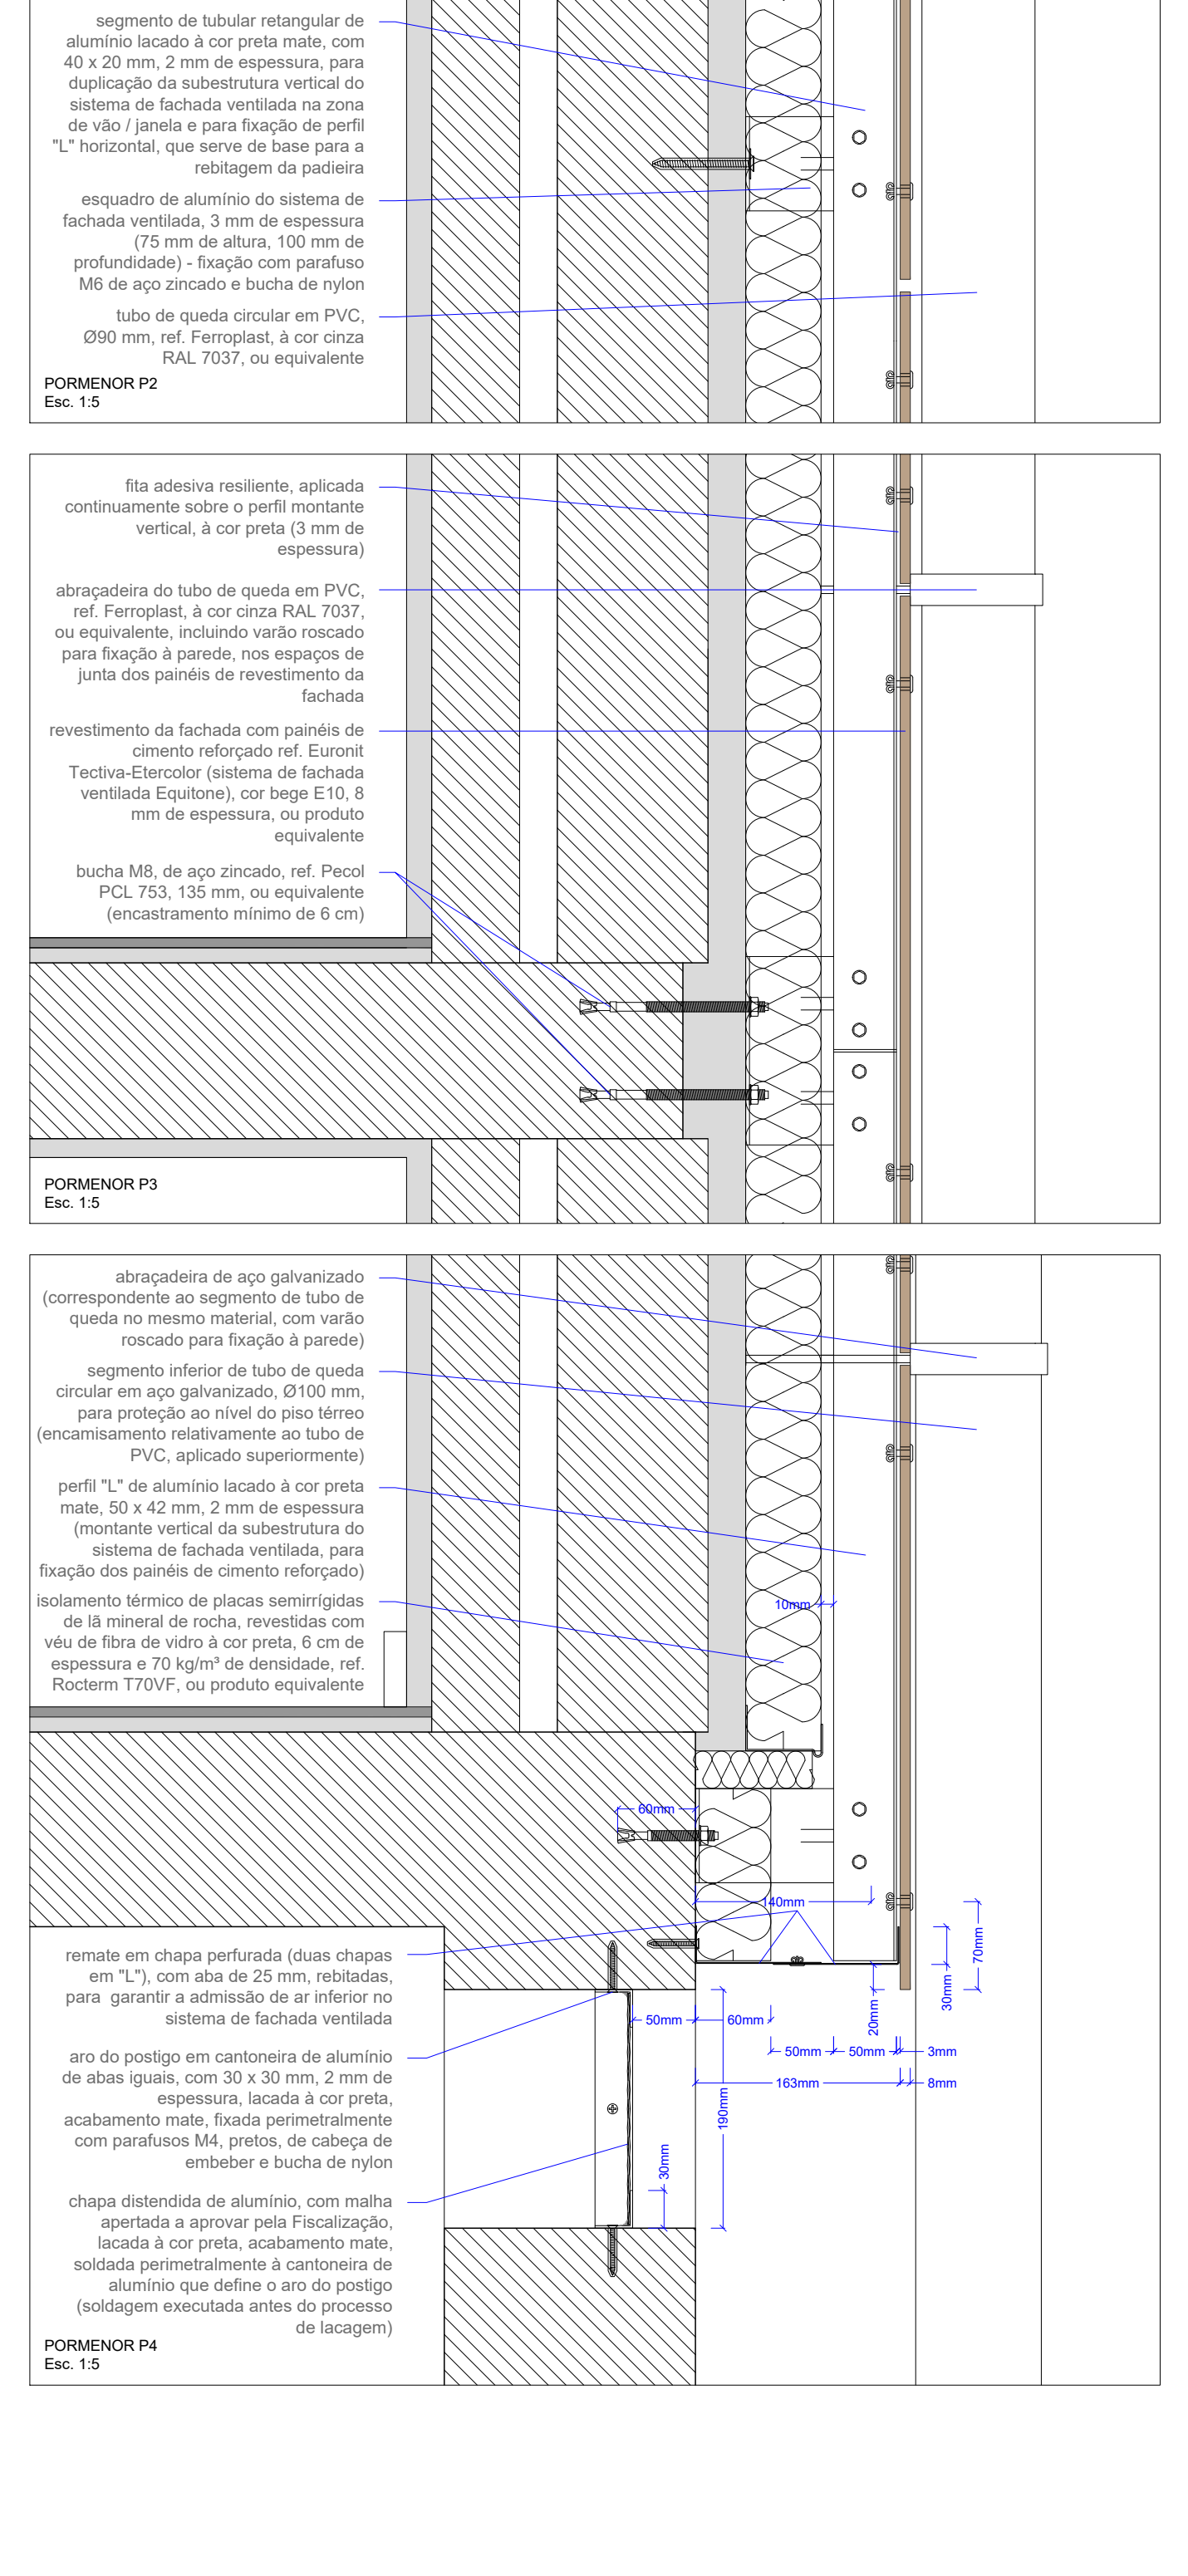 segmento de tubular retangular de
alumínio lacado à cor preta mate, com
40 x 20 mm, 2 mm de espessura, para
duplicação da subestrutura vertical do
sistema de fachada ventilada na zona
de vão / janela e para fixação de perfil
"L" horizontal, que serve de base para a
rebitagem da padieira
esquadro de alumínio do sistema de
fachada ventilada, 3 mm de espessura
(75 mm de altura, 100 mm de
profundidade) - fixação com parafuso
M6 de aço zincado e bucha de nylon
tubo de queda circular em PVC,
Ø90 mm, ref. Ferroplast, à cor cinza
RAL 7037, ou equivalente
PORMENOR P2
Esc. 1:5
fita adesiva resiliente, aplicada
continuamente sobre o perfil montante
vertical, à cor preta (3 mm de
espessura)
abraçadeira do tubo de queda em PVC,
ref. Ferroplast, à cor cinza RAL 7037,
ou equivalente, incluindo varão roscado
para fixação à parede, nos espaços de
junta dos painéis de revestimento da
fachada
revestimento da fachada com painéis de
cimento reforçado ref. Euronit
Tectiva-Etercolor (sistema de fachada
ventilada Equitone), cor bege E10, 8
mm de espessura, ou produto
equivalente
bucha M8, de aço zincado, ref. Pecol
PCL 753, 135 mm, ou equivalente
(encastramento mínimo de 6 cm)
PORMENOR P3
Esc. 1:5
abraçadeira de aço galvanizado
(correspondente ao segmento de tubo de
queda no mesmo material, com varão
roscado para fixação à parede)
segmento inferior de tubo de queda
circular em aço galvanizado, Ø100 mm,
para proteção ao nível do piso térreo
(encamisamento relativamente ao tubo de
PVC, aplicado superiormente)
perfil "L" de alumínio lacado à cor preta
mate, 50 x 42 mm, 2 mm de espessura
(montante vertical da subestrutura do
sistema de fachada ventilada, para
fixação dos painéis de cimento reforçado)
isolamento térmico de placas semirrígidas
de lã mineral de rocha, revestidas com
véu de fibra de vidro à cor preta, 6 cm de
espessura e 70 kg/m³ de densidade, ref.
Rocterm T70VF, ou produto equivalente
10mm
60mm
140mm
70mm
30mm
20mm
50mm
60mm
50mm
50mm
3mm
163mm
8mm
190mm
30mm
remate em chapa perfurada (duas chapas
em "L"), com aba de 25 mm, rebitadas,
para  garantir a admissão de ar inferior no
sistema de fachada ventilada
aro do postigo em cantoneira de alumínio
de abas iguais, com 30 x 30 mm, 2 mm de
espessura, lacada à cor preta,
acabamento mate, fixada perimetralmente
com parafusos M4, pretos, de cabeça de
embeber e bucha de nylon
chapa distendida de alumínio, com malha
apertada a aprovar pela Fiscalização,
lacada à cor preta, acabamento mate,
soldada perimetralmente à cantoneira de
alumínio que define o aro do postigo
(soldagem executada antes do processo
de lacagem)
PORMENOR P4
Esc. 1:5